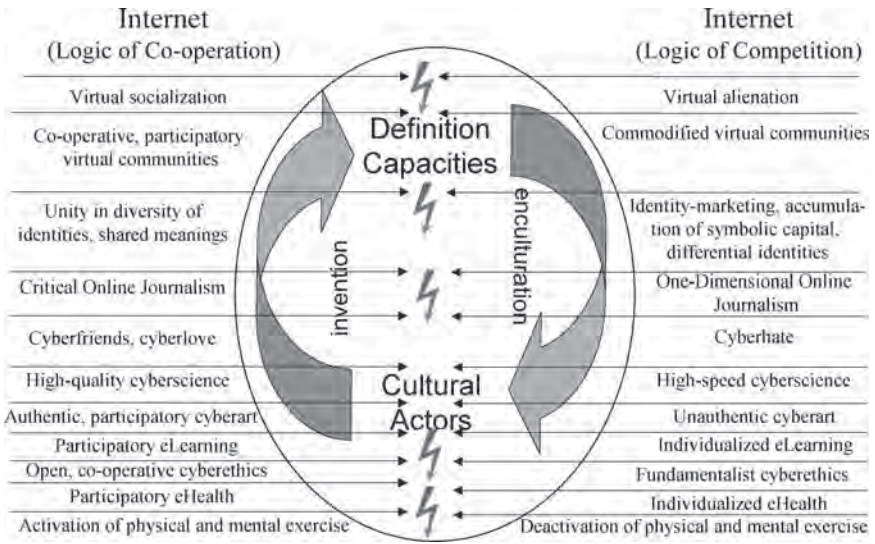 Internet
(Logic of Co-operation)
Virtual socialization
Co-operative, participatory
virtual communities
Unity in diversity of
identities, shared meanings
Critical Online Journalism
Cyberfriends, cyberlove
High-quality cyberscience
Authentic, participatory cyberart
Participatory eLearning
Open, co-operative cyberethics
Participatory eHealth
Activation of physical and mental exercise
Definition
Capacities
invention
enculturation
Cultural
Actors
Internet
(Logic of Competition)
Virtual alienation
Commodified virtual communities
Identity-marketing, accumula-
tion of symbolic capital,
differential identities
One-Dimensional Online
Journalism
Cyberhate
High-speed cyberscience
Unauthentic cyberart
Individualized eLearning
Fundamentalist cyberethics
Individualized eHealth
Deactivation of physical and mental exercise